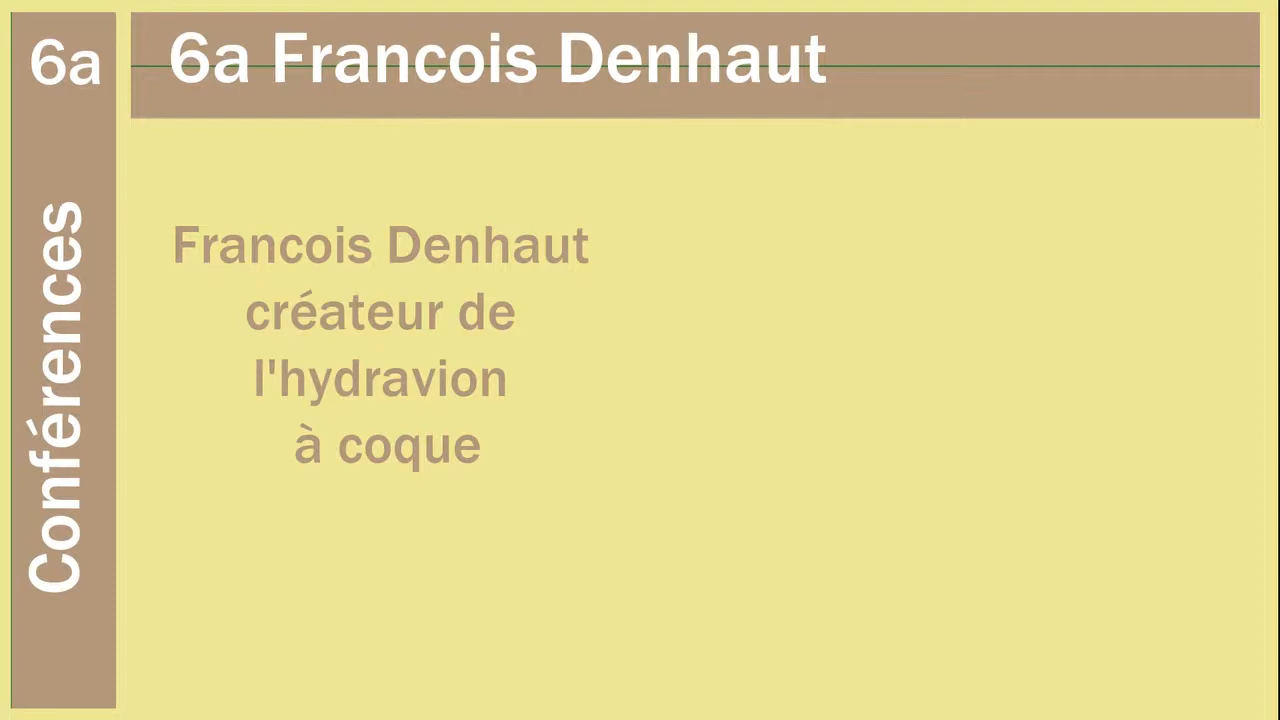 6a
6a Francois Denhaut
Conférences
Francois Denhaut
créateur de
l'hydravion
à coque